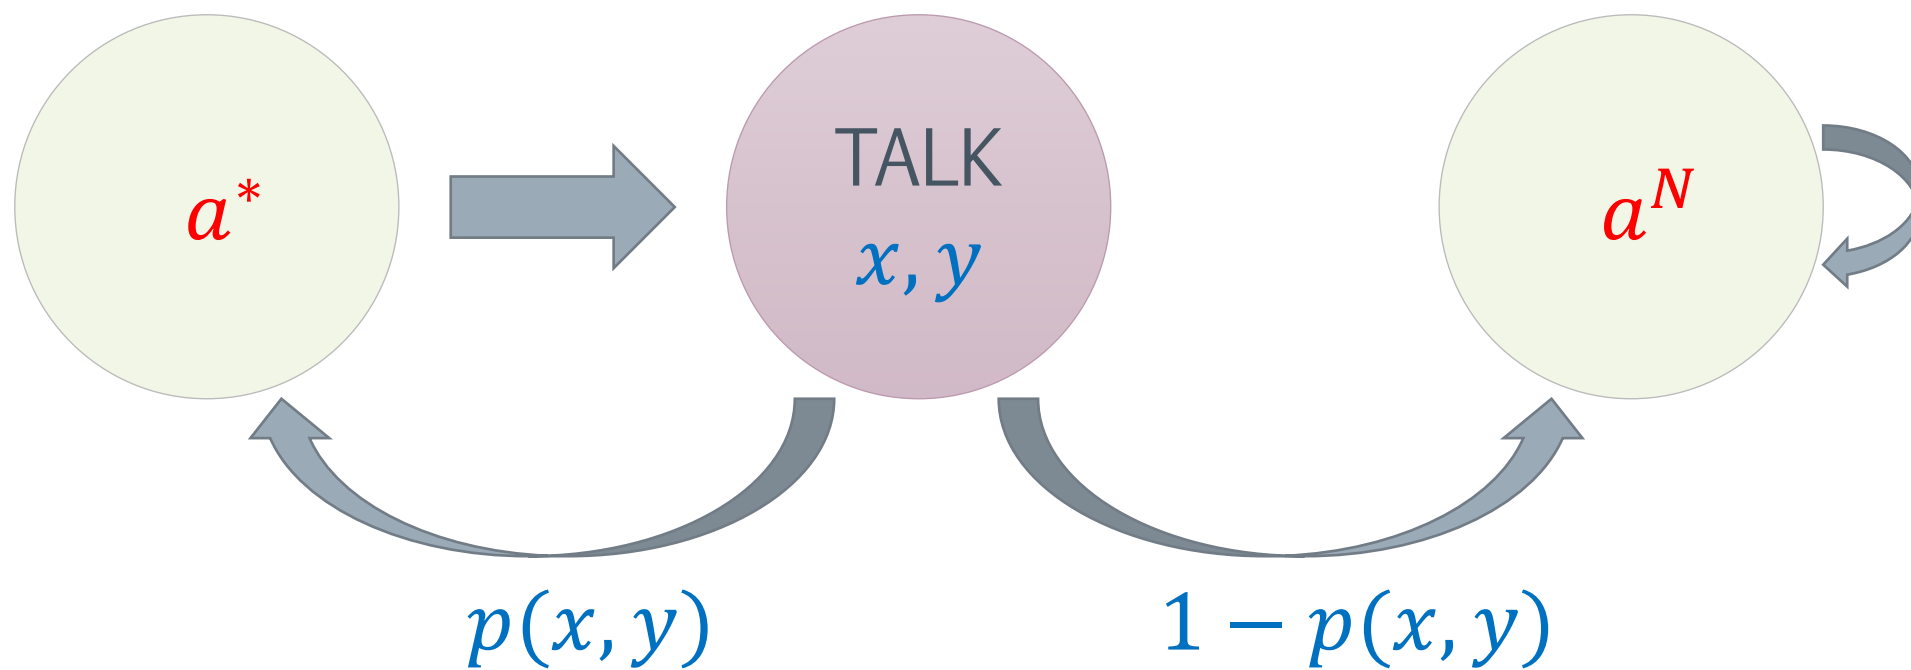 a*
TALK
x, y
a^N
p(x, y)
1 − p(x, y)